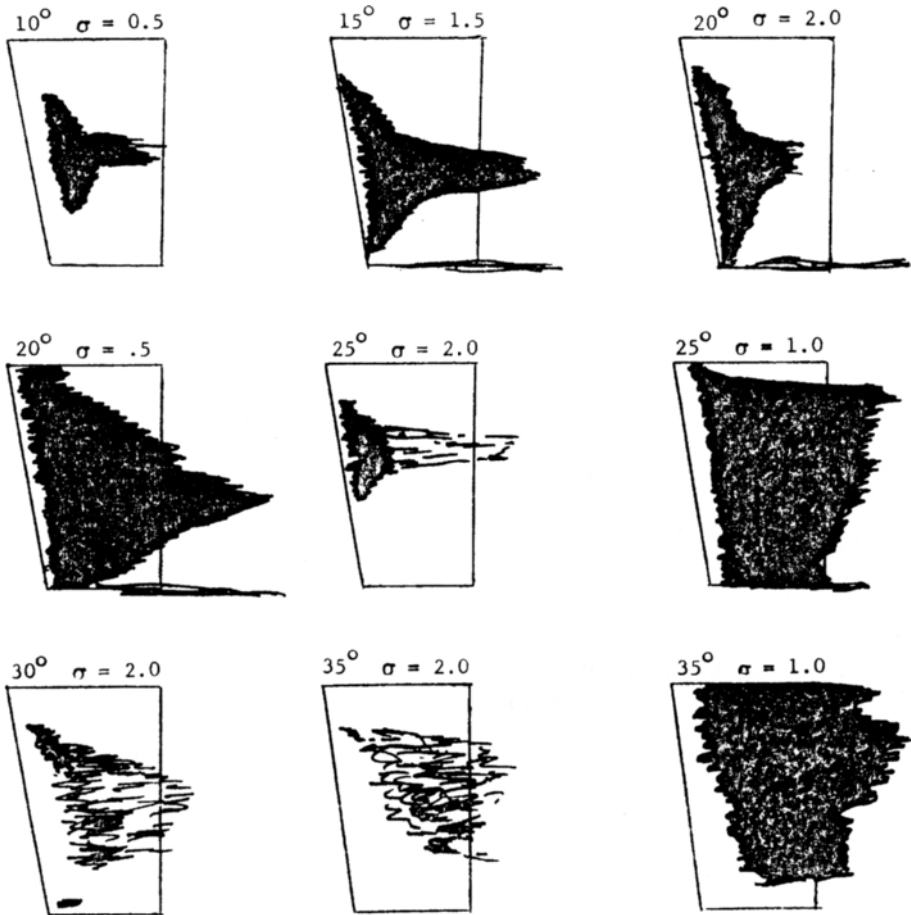 10° σ = 0.5
15° σ = 1.5
20° σ = 2.0
20° σ = .5
25° σ = 2.0
25° σ = 1.0
30° σ = 2.0
35° σ = 2.0
35° σ = 1.0